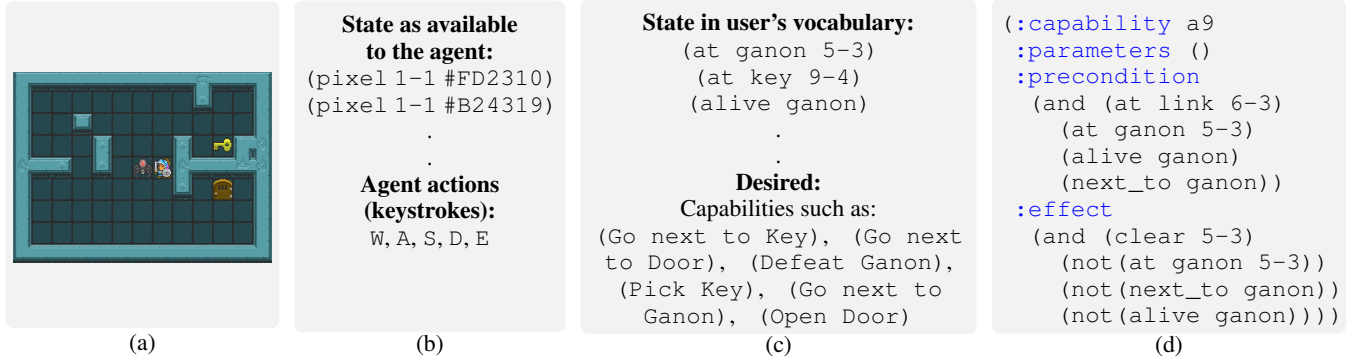 State as available
to the agent:
(pixel 1-1 #FD2310)
(pixel 1-1 #B24319)
.
.
Agent actions
(keystrokes):
W, A, S, D, E
State in user's vocabulary:
(at ganon 5-3)
(at key 9-4)
(alive ganon)
.
.
Desired:
Capabilities such as:
(Go next to Key), (Go next
to Door), (Defeat Ganon),
(Pick Key), (Go next to
Ganon), (Open Door)
(:capability a9
:parameters ()
:precondition
(and (at link 6-3)
(at ganon 5-3)
(alive ganon)
(next_to ganon))
:effect
(and (clear 5-3)
(not(at ganon 5-3))
(not(next_to ganon))
(not(alive ganon))))
(a)
(b)
(c)
(d)